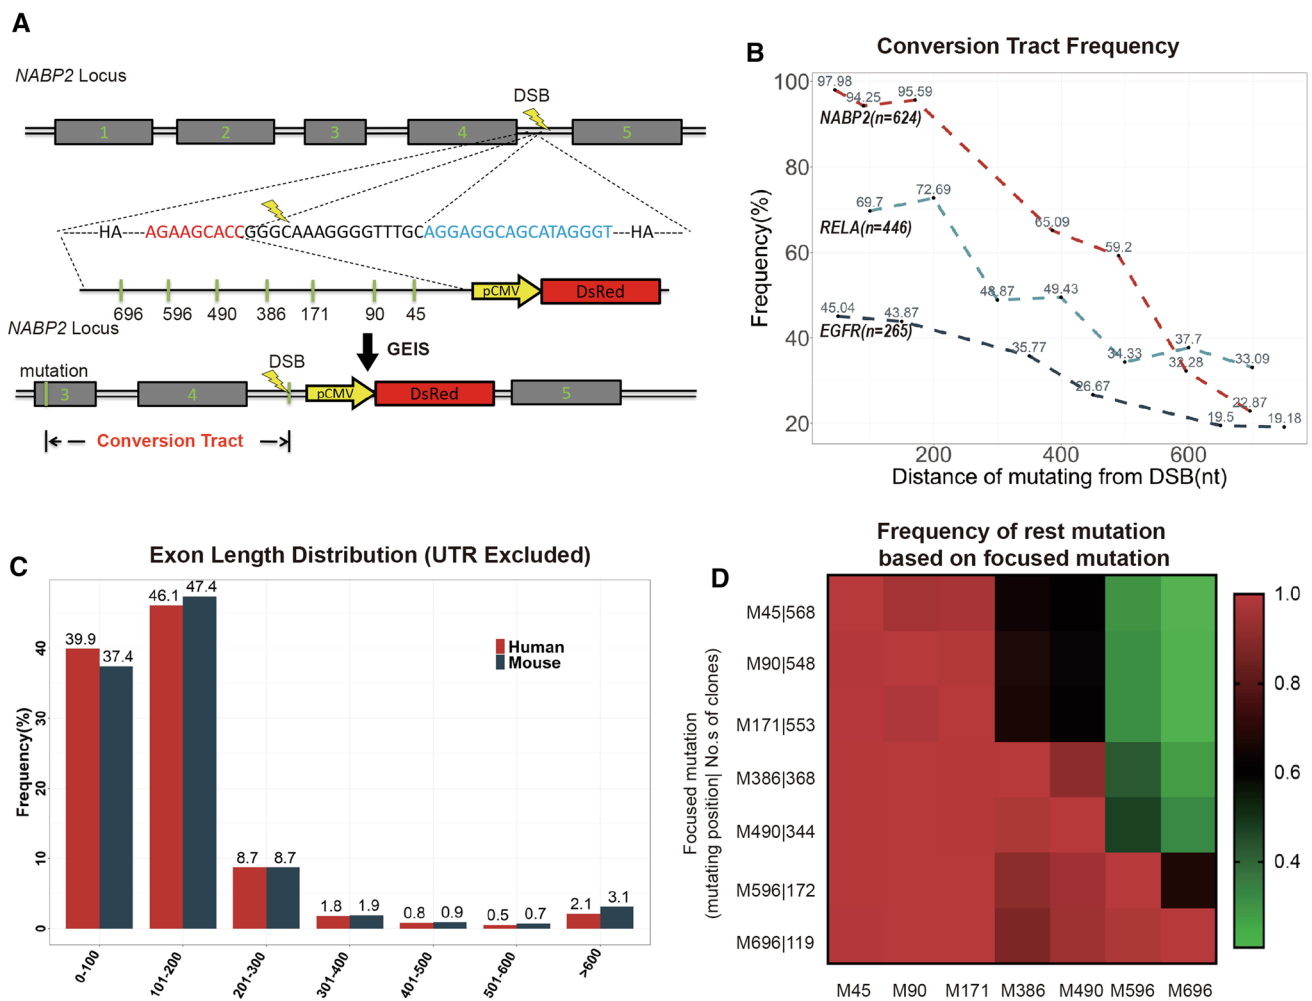 A
NABP2 Locus
DSB
1
2
3
4
5
HA
AGAAGCACCGGGCAAAGGGGTTTGCAGGAGGCAGCATAGGGT
HA
pCMV
DsRed
696
596
490
386
171
90
45
NABP2 Locus
GEIS
mutation
DSB
3
4
pCMV
DsRed
5
Conversion Tract
B
Conversion Tract Frequency
Frequency(%)
100
80
60
40
20
97.98
94.25
95.59
NABP2(n=624)
65.09
59.2
32.28
22.87
69.7
72.69
RELA(n=446)
48.87
49.43
34.33
37.7
33.09
45.04
43.87
EGFR(n=265)
35.77
26.67
19.5
19.18
200
400
600
Distance of mutating from DSB(nt)
C
Exon Length Distribution (UTR Excluded)
Frequency(%)
40
30
20
10
0
39.9
37.4
46.1
47.4
8.7
8.7
1.8
1.9
0.8
0.9
0.5
0.7
2.1
3.1
Human
Mouse
0-100
101-200
201-300
301-400
401-500
501-600
>600
D
Frequency of rest mutation
based on focused mutation
Focused mutation
(mutating position| No.s of clones)
M45|568
M90|548
M171|553
M386|368
M490|344
M596|172
M696|119
M45
M90
M171
M386
M490
M596
M696
1.0
0.8
0.6
0.4